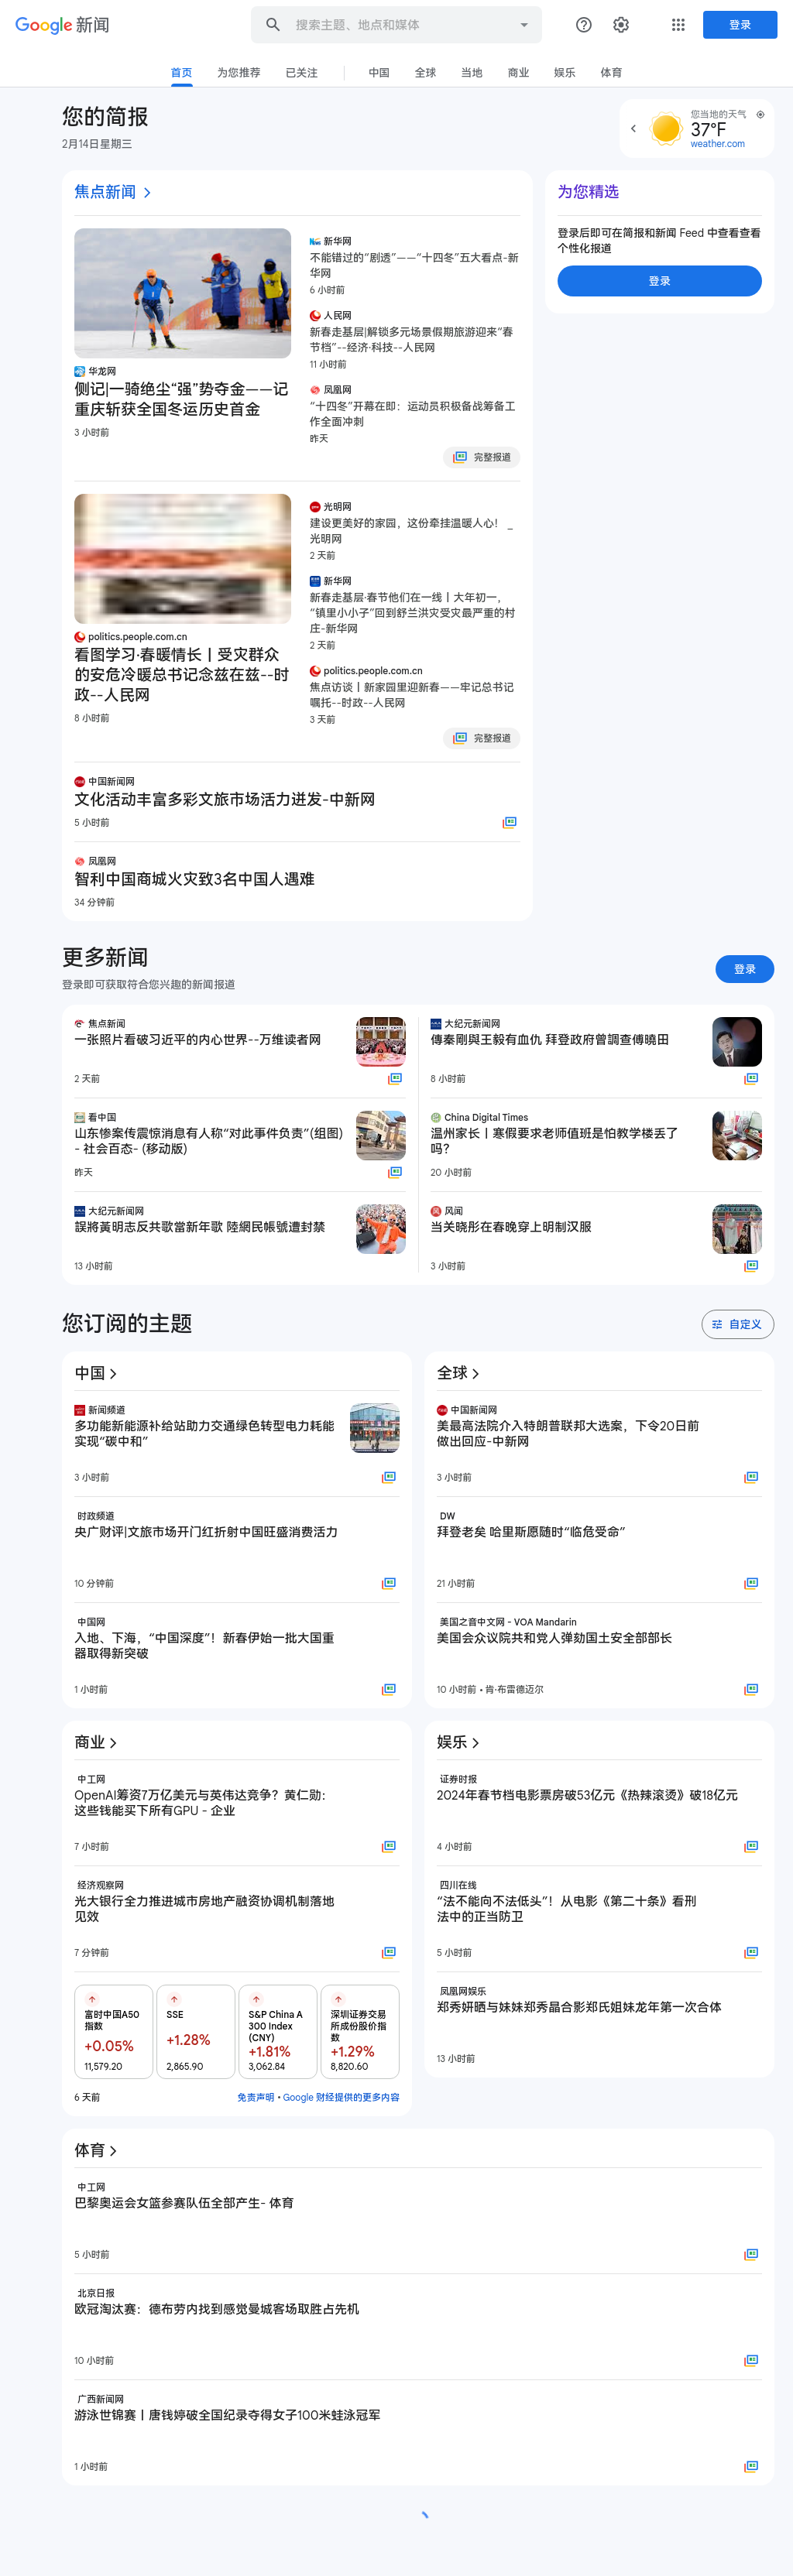 Google 新闻
搜索主题、地点和媒体
登录
首页
为您推荐
已关注
中国
全球
当地
商业
娱乐
体育
您的简报
2月14日星期三
您当地的天气
37°F
weather.com
焦点新闻
华龙网
侧记|一骑绝尘“强”势夺金——记
重庆斩获全国冬运历史首金
3 小时前
新华网
不能错过的“剧透”——“十四冬”五大看点-新
华网
6 小时前
人民网
新春走基层|解锁多元场景假期旅游迎来“春
节档”--经济·科技--人民网
11 小时前
凤凰网
“十四冬”开幕在即：运动员积极备战筹备工
作全面冲刺
昨天
完整报道
politics.people.com.cn
看图学习·春暖情长丨受灾群众
的安危冷暖总书记念兹在兹--时
政--人民网
8 小时前
光明网
建设更美好的家园，这份牵挂温暖人心！ _
光明网
2 天前
新华网
新春走基层·春节他们在一线丨大年初一，
“镇里小小子”回到舒兰洪灾受灾最严重的村
庄-新华网
2 天前
politics.people.com.cn
焦点访谈丨新家园里迎新春——牢记总书记
嘱托--时政--人民网
3 天前
完整报道
中国新闻网
文化活动丰富多彩文旅市场活力迸发-中新网
5 小时前
凤凰网
智利中国商城火灾致3名中国人遇难
34 分钟前
为您精选
登录后即可在简报和新闻 Feed 中查看查看
个性化报道
登录
更多新闻
登录即可获取符合您兴趣的新闻报道
登录
焦点新闻
一张照片看破习近平的内心世界--万维读者网
2 天前
大纪元新闻网
傳秦剛與王毅有血仇 拜登政府曾調查傅曉田
8 小时前
看中国
山东惨案传震惊消息有人称“对此事件负责”(组图)
- 社会百态- (移动版)
昨天
China Digital Times
温州家长丨寒假要求老师值班是怕教学楼丢了
吗？
20 小时前
大纪元新闻网
誤將黃明志反共歌當新年歌 陸網民帳號遭封禁
13 小时前
风闻
当关晓彤在春晚穿上明制汉服
3 小时前
您订阅的主题
自定义
中国
新闻频道
多功能新能源补给站助力交通绿色转型电力耗能
实现“碳中和”
3 小时前
时政频道
央广财评|文旅市场开门红折射中国旺盛消费活力
10 分钟前
中国网
入地、下海，“中国深度”！新春伊始一批大国重
器取得新突破
1 小时前
全球
中国新闻网
美最高法院介入特朗普联邦大选案，下令20日前
做出回应-中新网
3 小时前
DW
拜登老矣 哈里斯愿随时“临危受命”
21 小时前
美国之音中文网 - VOA Mandarin
美国会众议院共和党人弹劾国土安全部部长
10 小时前 • 肯·布雷德迈尔
商业
中工网
OpenAI筹资7万亿美元与英伟达竞争？黄仁勋：
这些钱能买下所有GPU - 企业
7 小时前
经济观察网
光大银行全力推进城市房地产融资协调机制落地
见效
7 分钟前
富时中国A50
指数
+0.05%
11,579.20
SSE
+1.28%
2,865.90
S&P China A
300 Index
(CNY)
+1.81%
3,062.84
深圳证券交易
所成份股价指
数
+1.29%
8,820.60
6 天前
免责声明 • Google 财经提供的更多内容
娱乐
证券时报
2024年春节档电影票房破53亿元《热辣滚烫》破18亿元
4 小时前
四川在线
“法不能向不法低头”！从电影《第二十条》看刑
法中的正当防卫
5 小时前
凤凰网娱乐
郑秀妍晒与妹妹郑秀晶合影郑氏姐妹龙年第一次合体
13 小时前
体育
中工网
巴黎奥运会女篮参赛队伍全部产生- 体育
5 小时前
北京日报
欧冠淘汰赛：德布劳内找到感觉曼城客场取胜占先机
10 小时前
广西新闻网
游泳世锦赛丨唐钱婷破全国纪录夺得女子100米蛙泳冠军
1 小时前